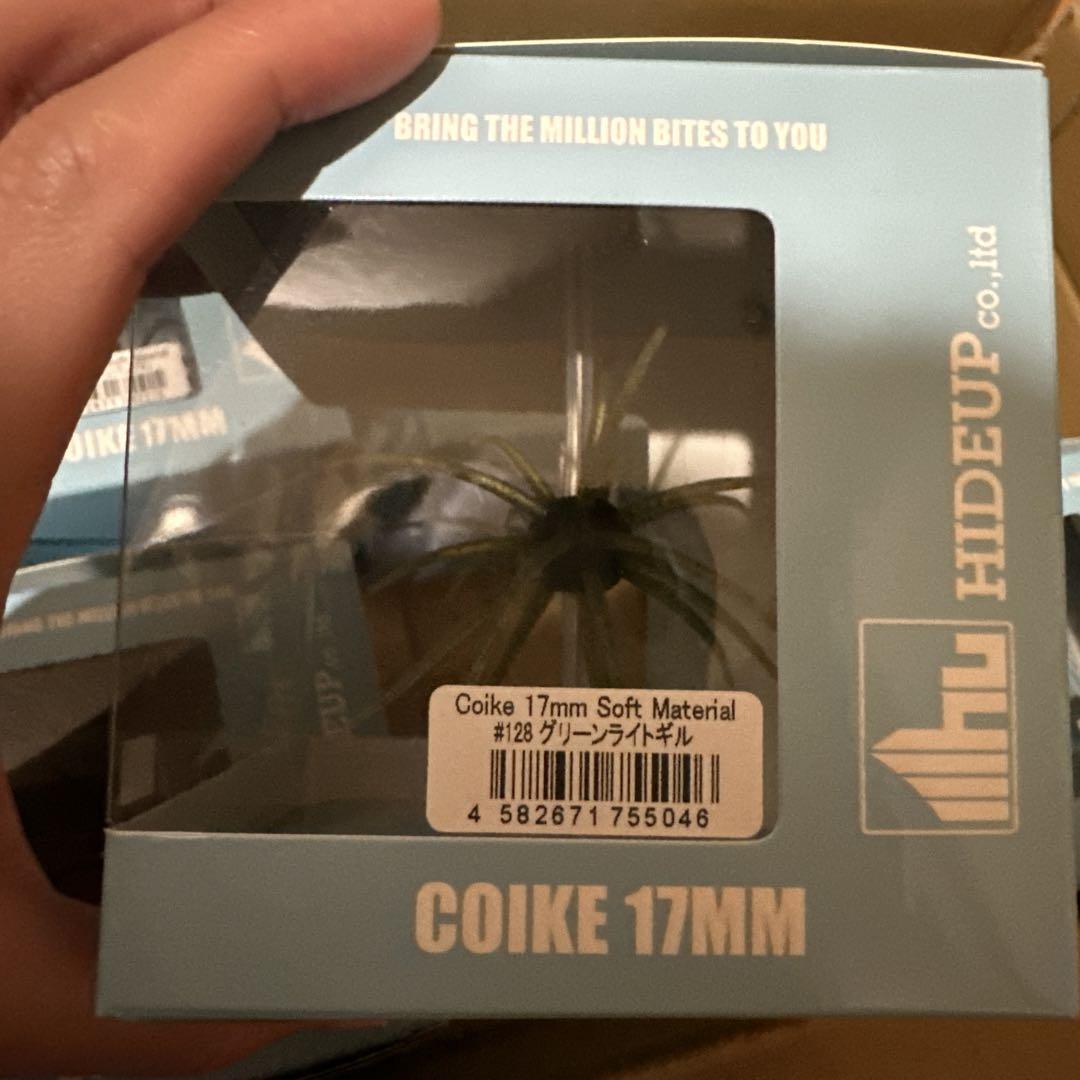 BRING THE MILLION BITES TO YOU
HIDEUP co.,ltd
hu
COIKE 17MM
Coike 17mm Soft Material
#128 グリーンライトギル
4 582671 755046
COIKE 17MM